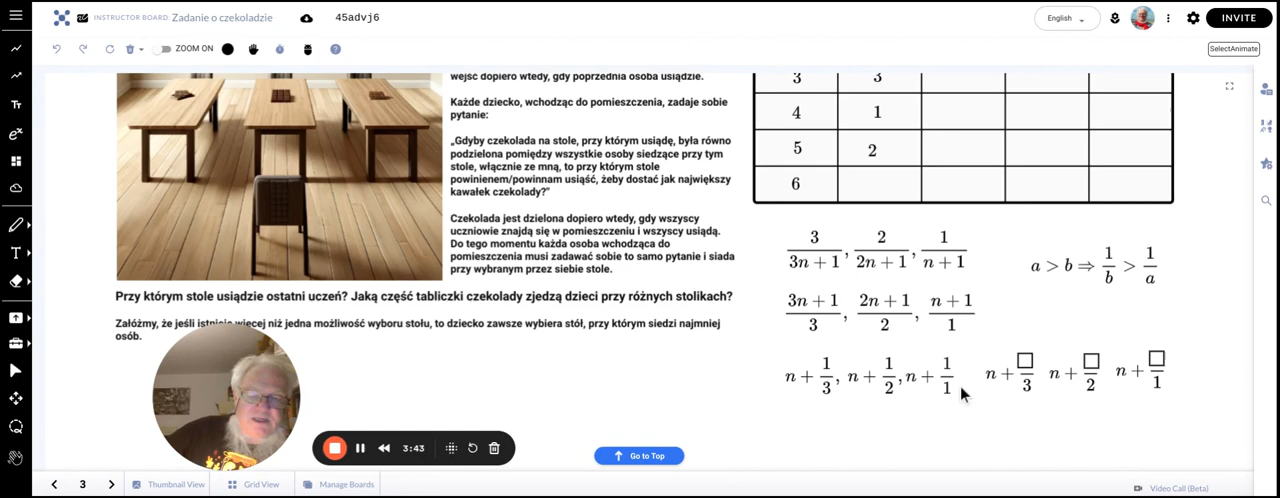 INSTRUCTOR BOARD: Zadanie o czekoladzie
45advj6
English
INVITE
ZOOM ON
SelectAnimate
wejść dopiero wtedy, gdy poprzednia osoba usiądzie.
Każde dziecko, wchodząc do pomieszczenia, zadaje sobie
pytanie:
„Gdyby czekolada na stole, przy którym usiądę, była równo
podzielona pomiędzy wszystkie osoby siedzące przy tym
stole, włącznie ze mną, to przy którym stole
powinienem/powinnam usiąść, żeby dostać jak największy
kawałek czekolady?"
Czekolada jest dzielona dopiero wtedy, gdy wszyscy
uczniowie znajdą się w pomieszczeniu i wszyscy usiądą.
Do tego momentu każda osoba wchodząca do
pomieszczenia musi zadawać sobie to samo pytanie i siada
przy wybranym przez siebie stole.
Przy którym stole usiądzie ostatni uczeń? Jaką część tabliczki czekolady zjedzą dzieci przy różnych stolikach?
Załóżmy, że jeśli istnieje więcej niż jedna możliwość wyboru stołu, to dziecko zawsze wybiera stół, przy którym siedzi najmniej
osób.
3 3
4 1
5 2
6
3/(3n+1), 2/(2n+1), 1/(n+1)
a > b ⇒ 1/b > 1/a
(3n+1)/3, (2n+1)/2, (n+1)/1
n + 1/3, n + 1/2, n + 1/1 n + □/3 n + □/2 n + □/1
3:43
Go to Top
3
Thumbnail View
Grid View
Manage Boards
Video Call (Beta)